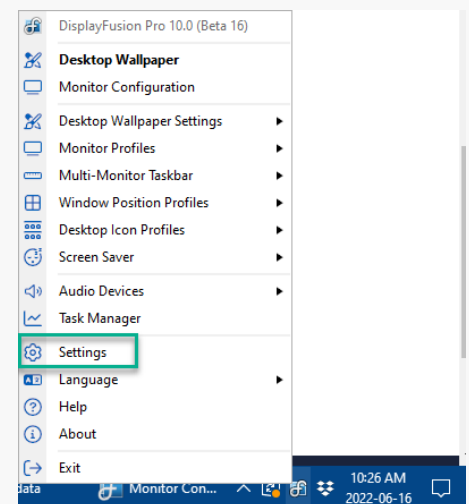 DisplayFusion Pro 10.0 (Beta 16)
Desktop Wallpaper
Monitor Configuration
Desktop Wallpaper Settings
Monitor Profiles
Multi-Monitor Taskbar
Window Position Profiles
Desktop Icon Profiles
Screen Saver
Audio Devices
Task Manager
Settings
Language
Help
About
Exit
data
Monitor Con...
10:26 AM
2022-06-16